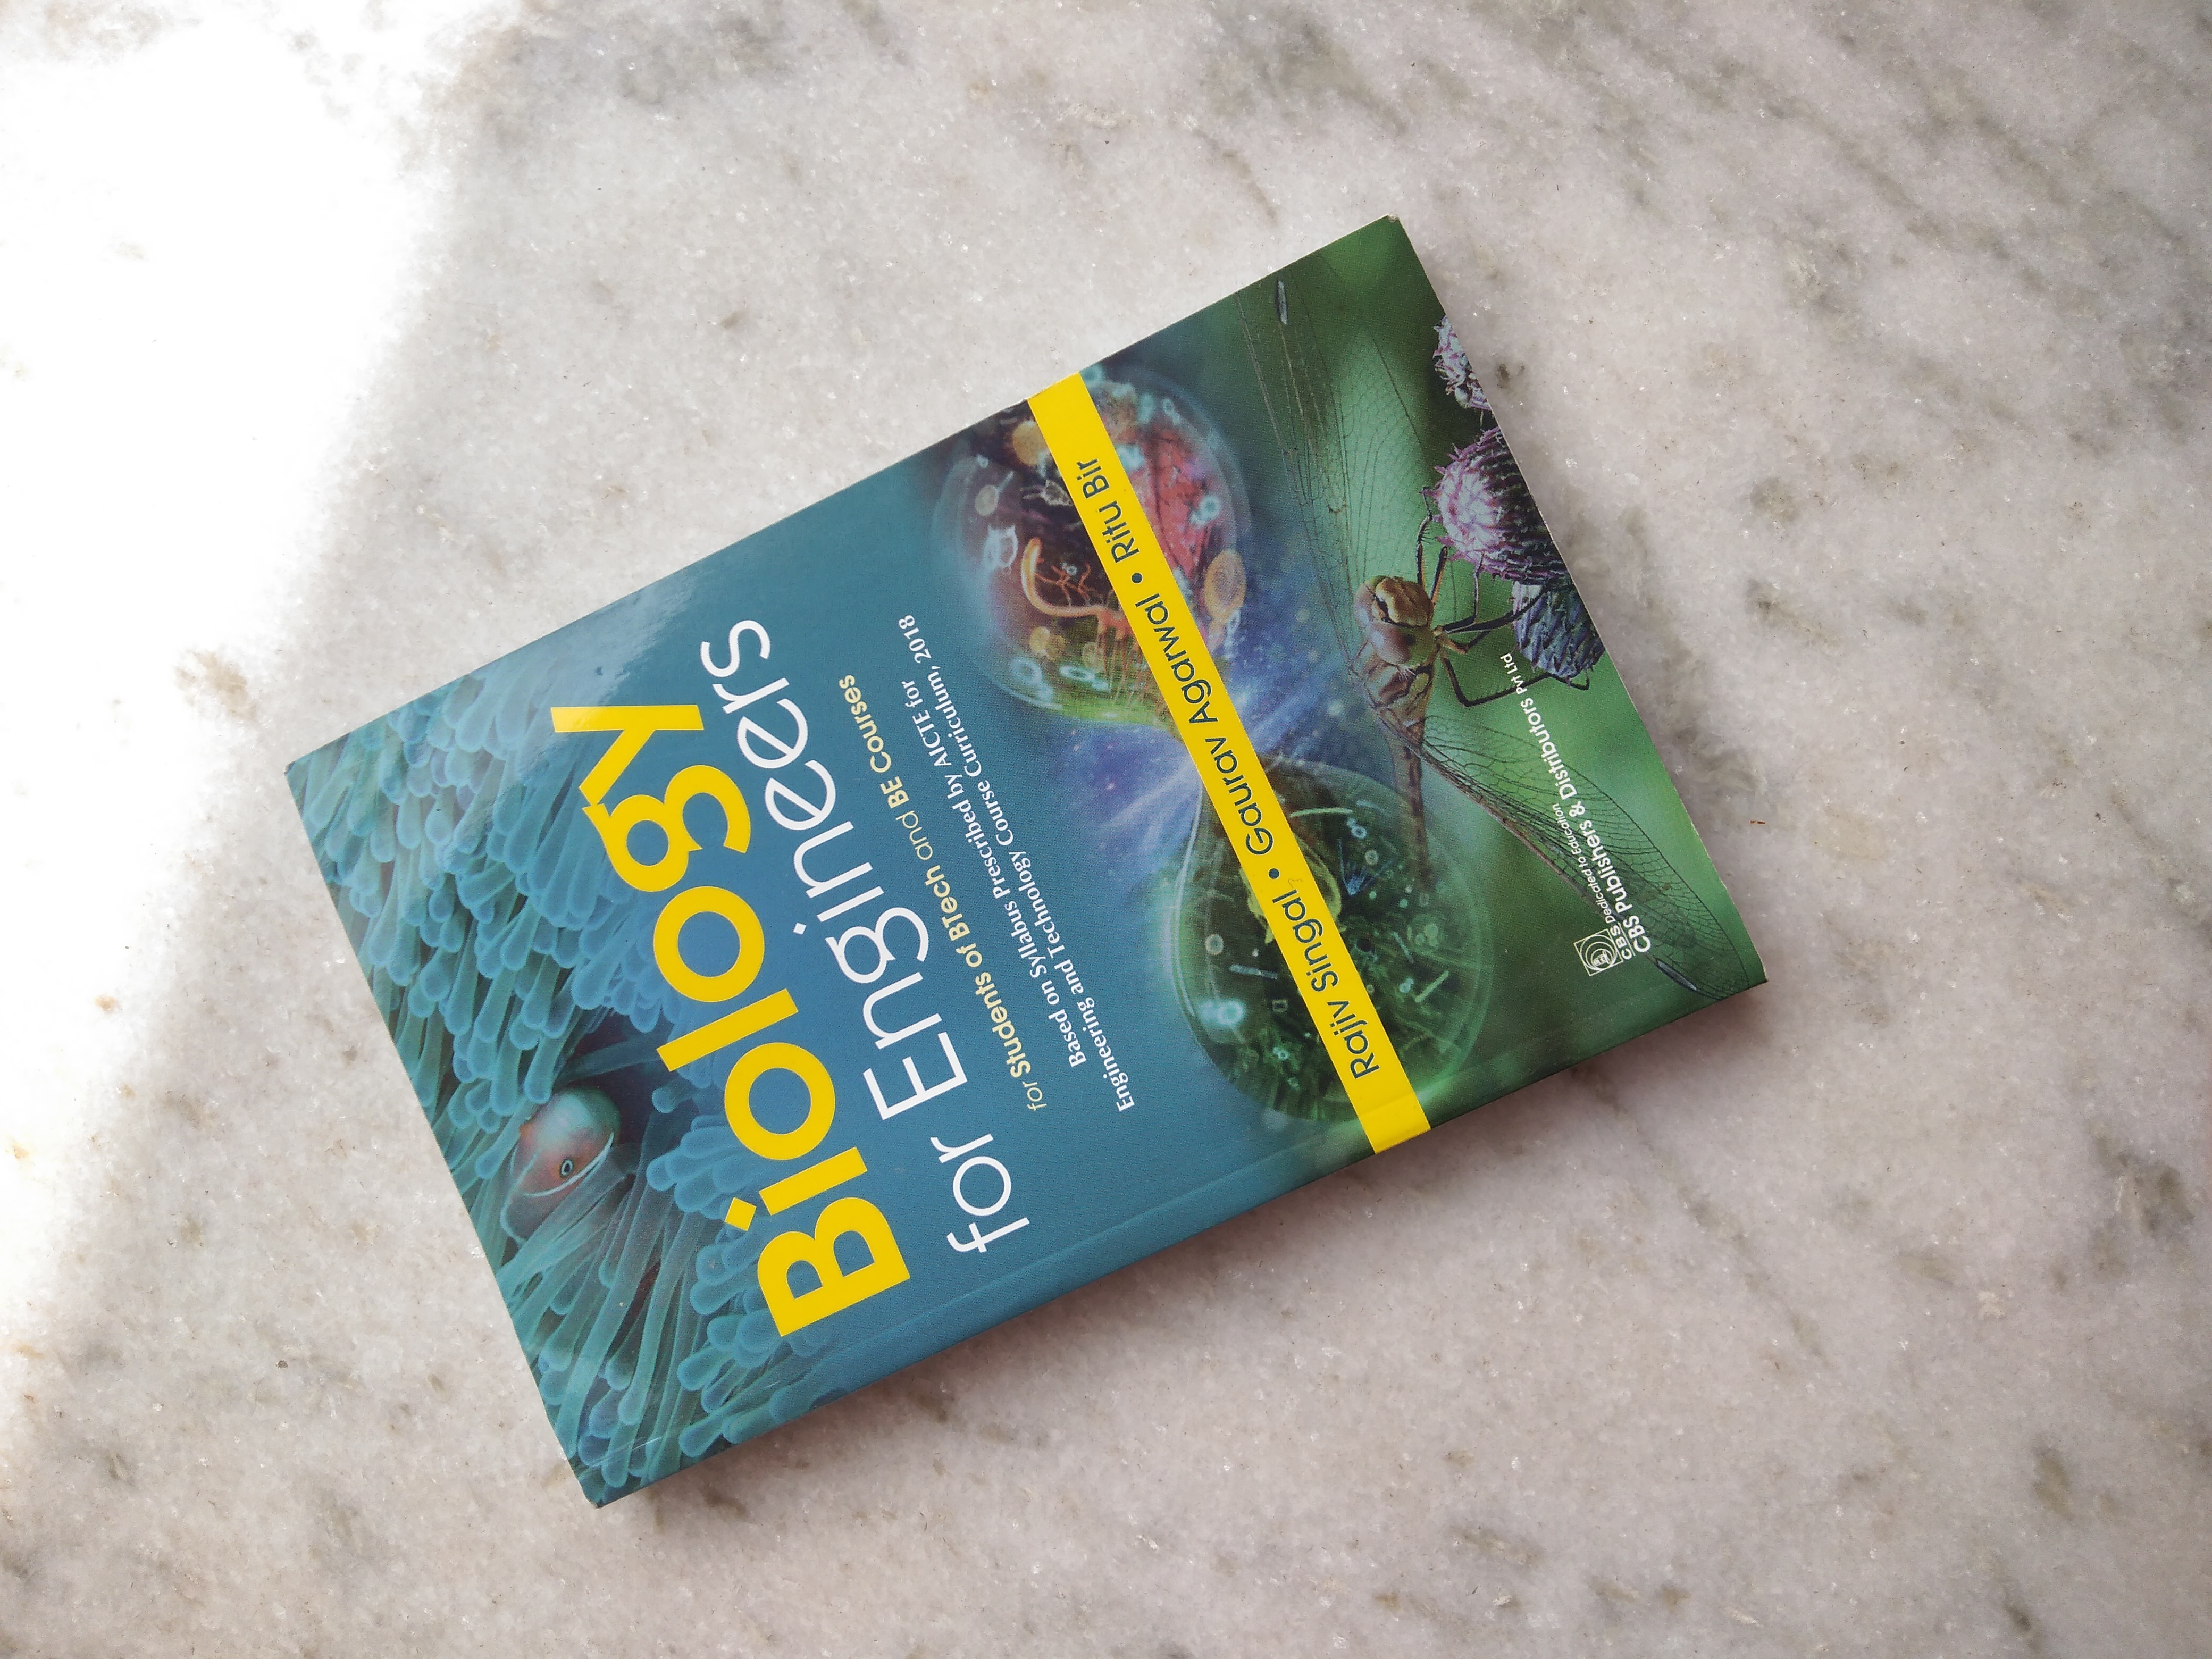 Biology
for Engineers
for Students of BTech and BE Courses
Based on Syllabus Prescribed by AICTE for
Engineering and Technology Course Curriculum, 2018
Rajiv Singal • Gaurav Agarwal • Ritu Bir
CBS Dedicated to Education
CBS Publishers & Distributors Pvt Ltd